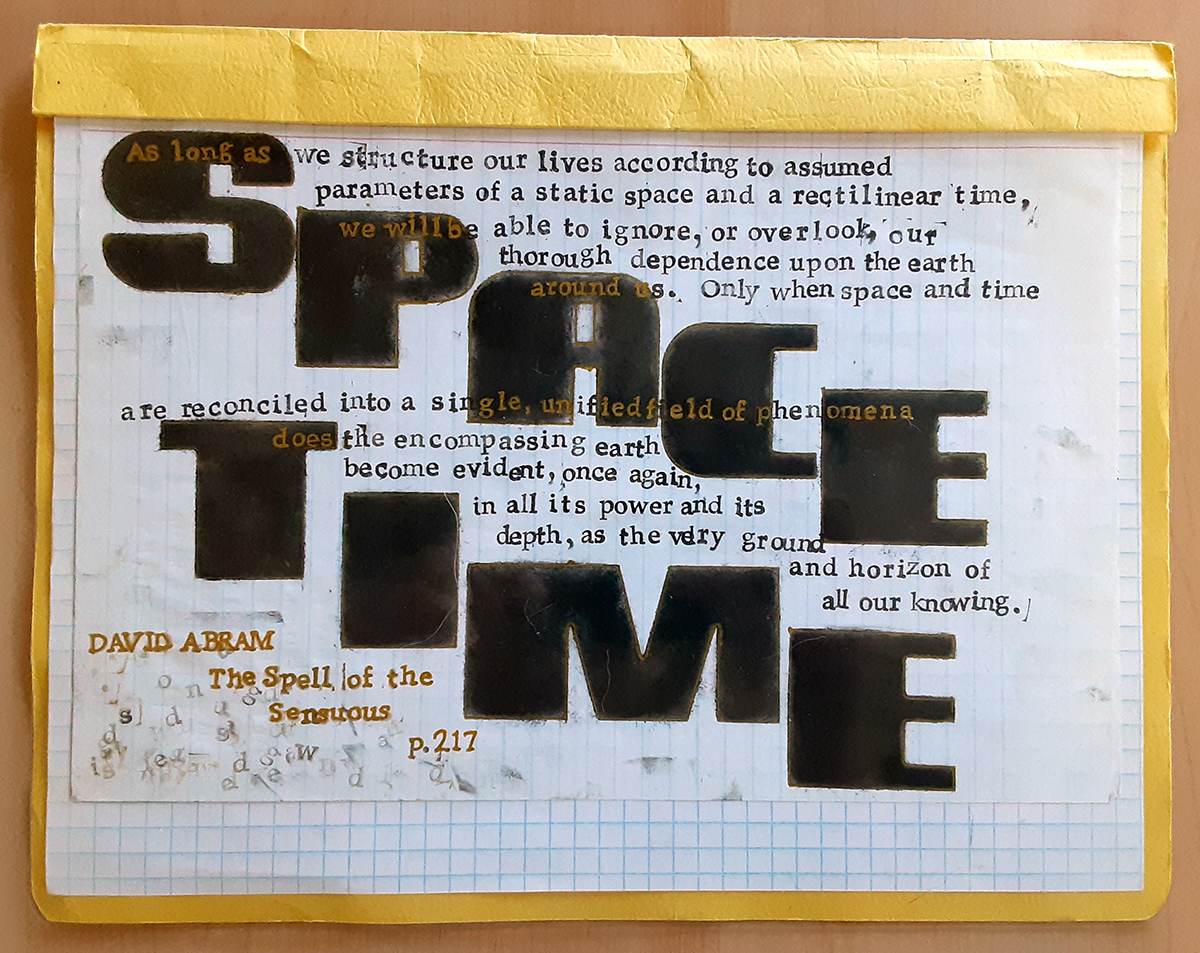 SPACE
TIME
As long as we structure our lives according to assumed
parameters of a static space and a rectilinear time,
we will be able to ignore, or overlook, our
thorough dependence upon the earth
around us. Only when space and time
are reconciled into a single, unified field of phenomena
does the encompassing earth
become evident, once again,
in all its power and its
depth, as the very ground
and horizon of
all our knowing.
DAVID ABRAM
The Spell of the
Sensuous
p.217